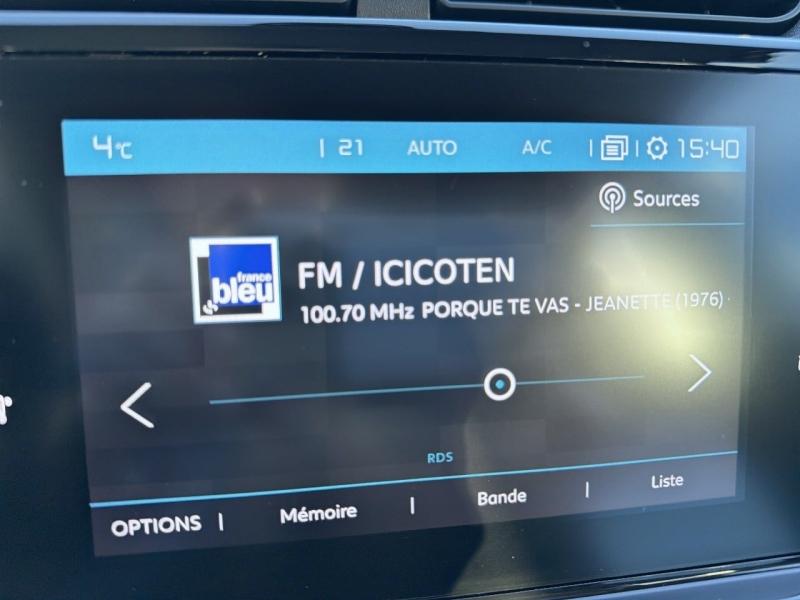 4°C | 21 AUTO A/C | | 15:40
Sources
france
bleu
FM / ICICOTEN
100.70 MHz PORQUE TE VAS - JEANETTE (1976) -
RDS
OPTIONS | Mémoire | Bande | Liste